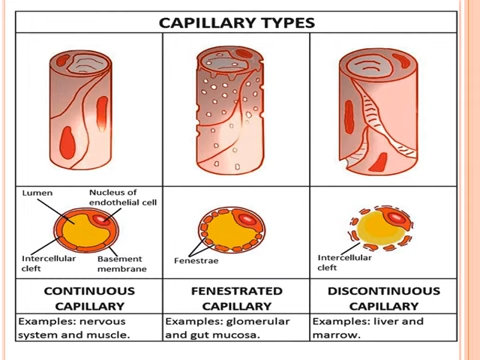 CAPILLARY TYPES
Lumen
Nucleus of
endothelial cell
Intercellular
cleft
Basement
membrane
Fenestrae
Intercellular
cleft
CONTINUOUS
CAPILLARY
FENESTRATED
CAPILLARY
DISCONTINUOUS
CAPILLARY
Examples: nervous
system and muscle.
Examples: glomerular
and gut mucosa.
Examples: liver and
marrow.